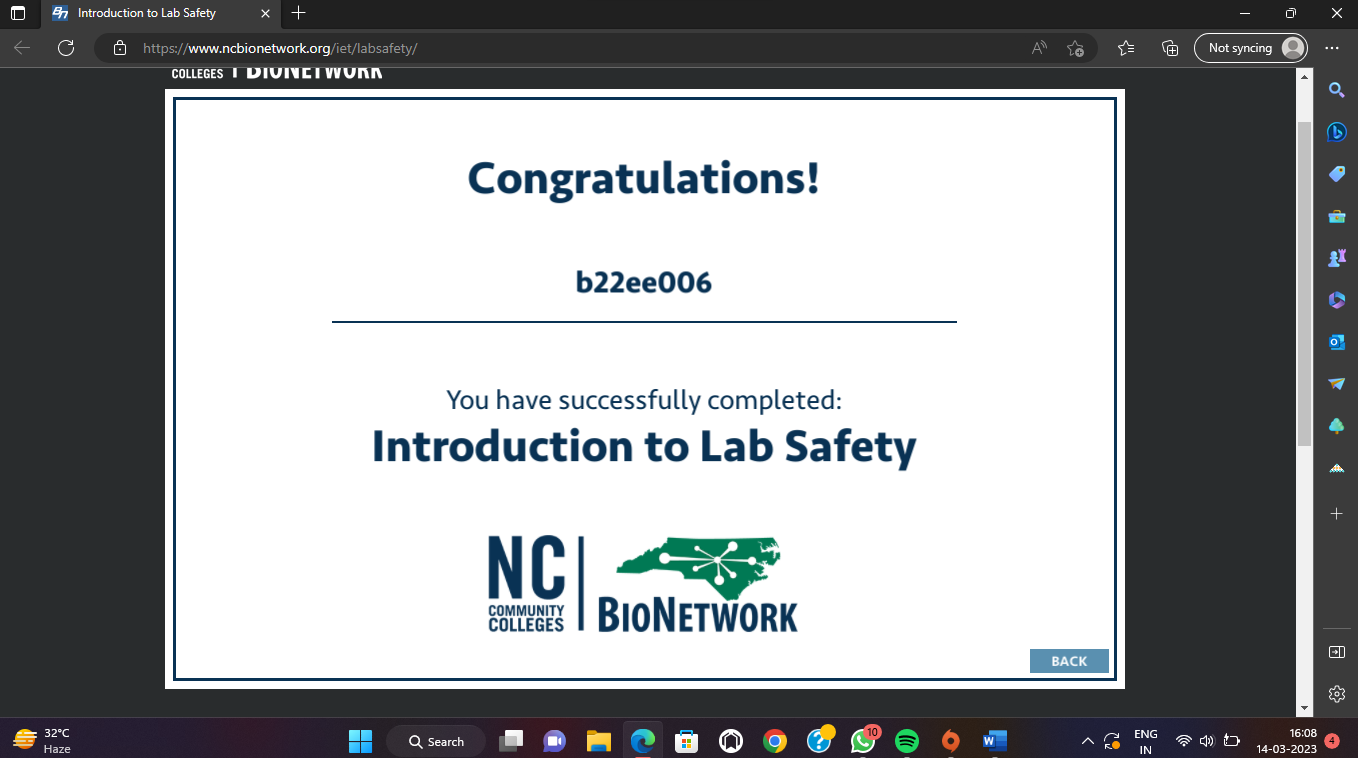 Introduction to Lab Safety
https://www.ncbionetwork.org/iet/labsafety/
Not syncing
COLLEGES | BIONETWORK
Congratulations!
b22ee006
You have successfully completed:
Introduction to Lab Safety
NC
COMMUNITY
COLLEGES
BIONETWORK
BACK
32°C
Haze
Search
10
ENG
IN
16:08
14-03-2023
4